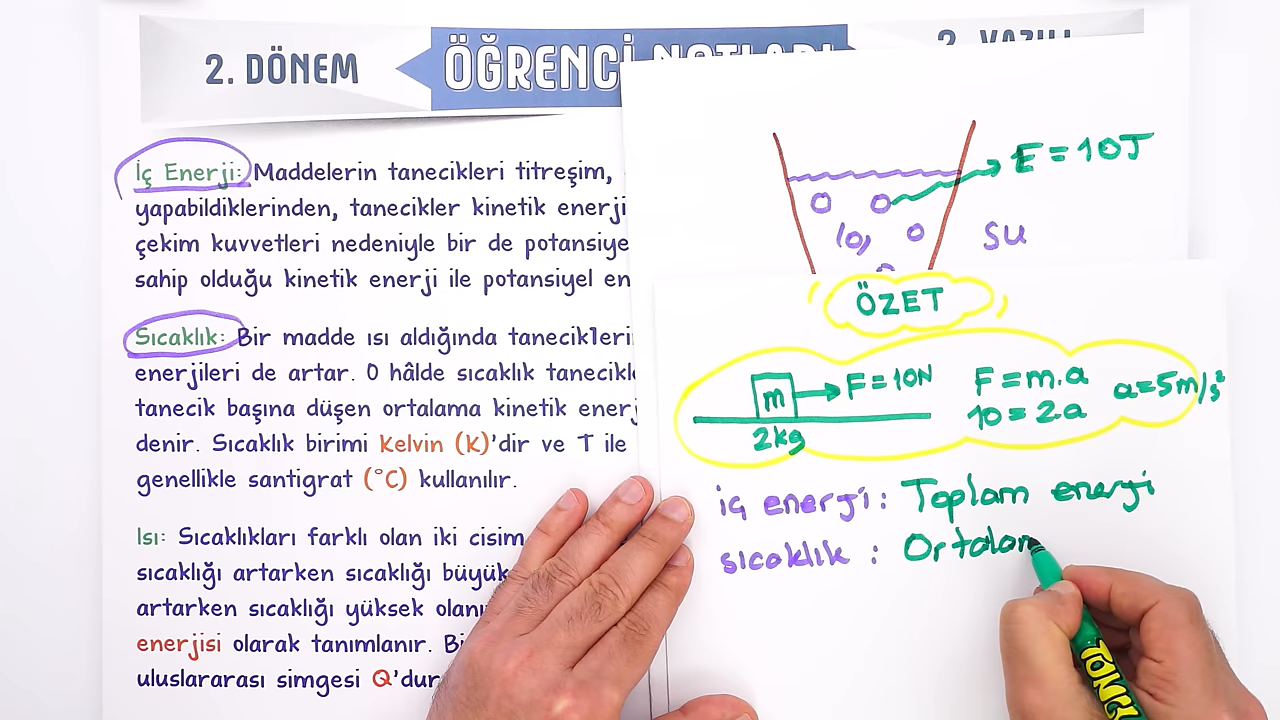 2. DÖNEM
ÖĞRENCİ NOTLARI
2. YAZILI
İç Enerji: Maddelerin tanecikleri titreşim,
yapabildiklerinden, tanecikler kinetik enerji
çekim kuvvetleri nedeniyle bir de potansiye
sahip olduğu kinetik enerji ile potansiyel en
Sıcaklık: Bir madde ısı aldığında tanecikleri
enerjileri de artar. O hâlde sıcaklık tanecikle
tanecik başına düşen ortalama kinetik enerj
denir. Sıcaklık birimi Kelvin (K)'dir ve T ile
genellikle santigrat (°C) kullanılır.
Isı: Sıcaklıkları farklı olan iki cisim
sıcaklığı artarken sıcaklığı büyük
artarken sıcaklığı yüksek olanı
enerjisi olarak tanımlanır. Bi
uluslararası simgesi Q'dur
E = 10J
su
ÖZET
m
F = 10N
2kg
F = m.a
10 = 2.a
a = 5m/s²
iç enerji : Toplam enerji
sıcaklık : Ortalam